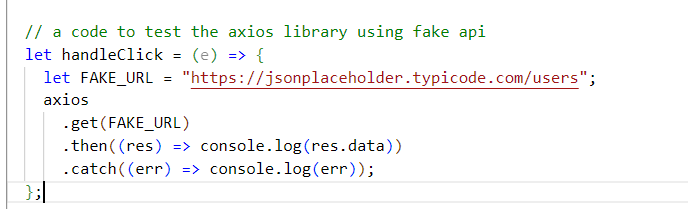 // a code to test the axios library using fake api
let handleClick = (e) => {
  let FAKE_URL = "https://jsonplaceholder.typicode.com/users";
  axios
    .get(FAKE_URL)
    .then((res) => console.log(res.data))
    .catch((err) => console.log(err));
};